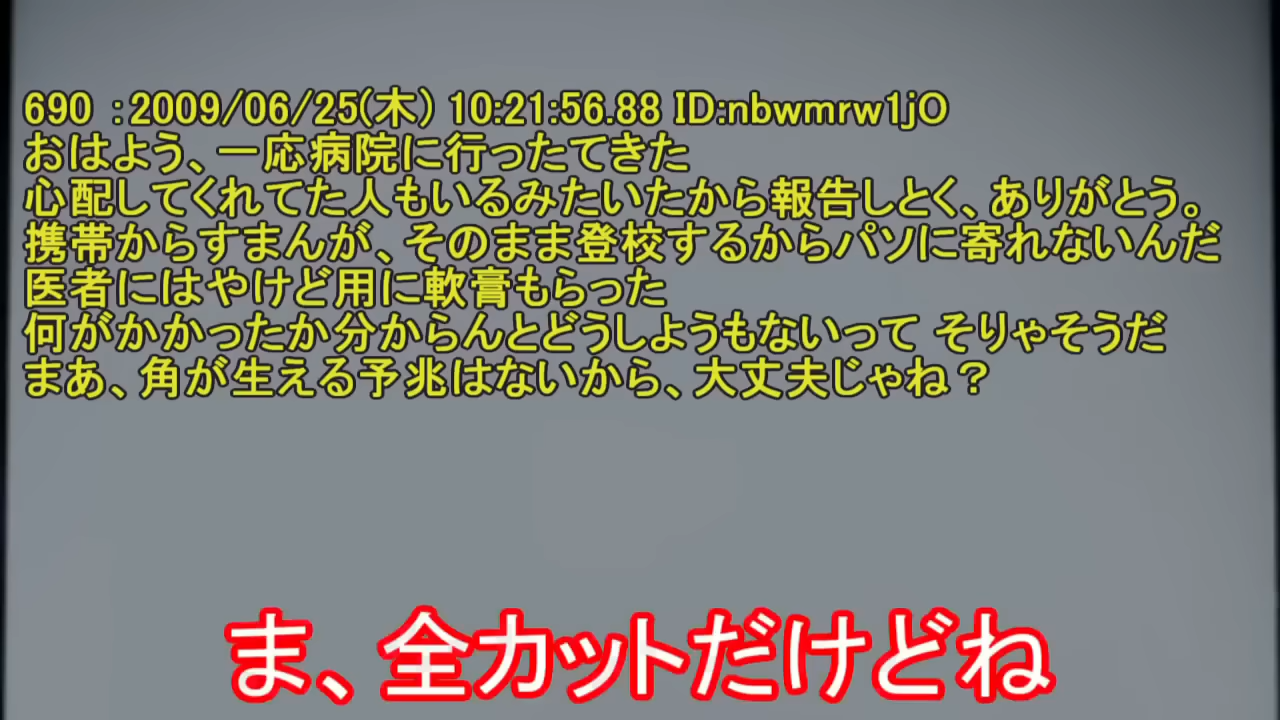 690 ：2009/06/25(木) 10:21:56.88 ID:nbwmrw1jO
おはよう、一応病院に行ったてきた
心配してくれてた人もいるみたいたから報告しとく、ありがとう。
携帯からすまんが、そのまま登校するからパソに寄れないんだ
医者にはやけど用に軟膏もらった
何がかかったか分からんとどうしようもないって そりゃそうだ
まあ、角が生える予兆はないから、大丈夫じゃね？
ま、全カットだけどね